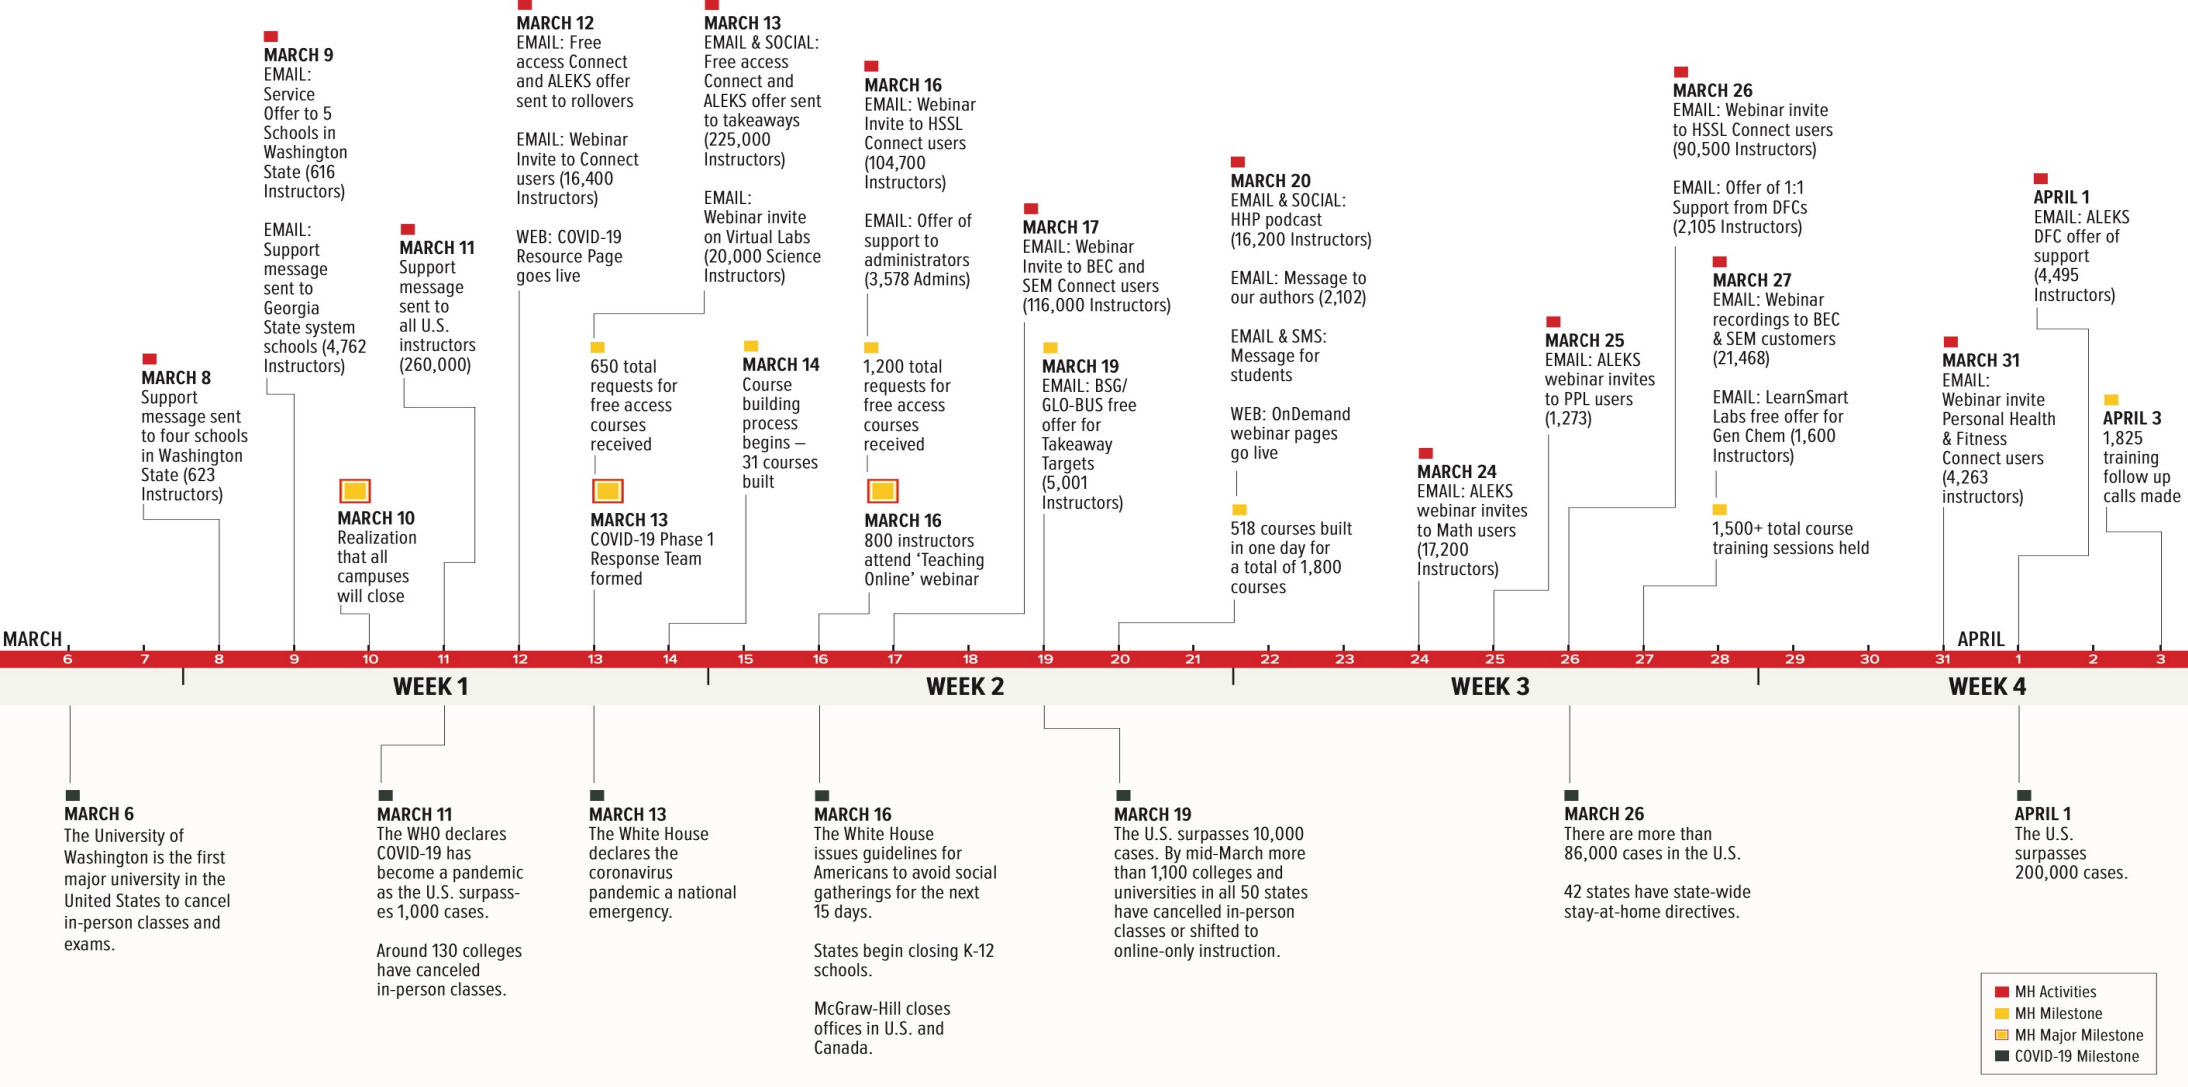 MARCH 9
EMAIL:
Service
Offer to 5
Schools in
Washington
State (616
Instructors)
EMAIL:
Support
message
sent to
Georgia
State system
schools (4,762
Instructors)
MARCH 12
EMAIL: Free
access Connect
and ALEKS offer
sent to rollovers
EMAIL: Webinar
Invite to Connect
users (16,400
Instructors)
WEB: COVID-19
Resource Page
goes live
MARCH 13
EMAIL & SOCIAL:
Free access
Connect and
ALEKS offer sent
to takeaways
(225,000
Instructors)
EMAIL:
Webinar invite
on Virtual Labs
(20,000 Science
Instructors)
MARCH 16
EMAIL: Webinar
Invite to HSSL
Connect users
(104,700
Instructors)
EMAIL: Offer of
support to
administrators
(3,578 Admins)
MARCH 26
EMAIL: Webinar invite
to HSSL Connect users
(90,500 Instructors)
EMAIL: Offer of 1:1
Support from DFCs
(2,105 Instructors)
MARCH 20
EMAIL & SOCIAL:
HHP podcast
(16,200 Instructors)
EMAIL: Message to
our authors (2,102)
EMAIL & SMS:
Message for
students
WEB: OnDemand
webinar pages
go live
APRIL 1
EMAIL: ALEKS
DFC offer of
support
(4,495
Instructors)
MARCH 17
EMAIL: Webinar
Invite to BEC and
SEM Connect users
(116,000 Instructors)
MARCH 11
Support
message
sent to
all U.S.
instructors
(260,000)
MARCH 27
EMAIL: Webinar
recordings to BEC
& SEM customers
(21,468)
EMAIL: LearnSmart
Labs free offer for
Gen Chem (1,600
Instructors)
MARCH 25
EMAIL: ALEKS
webinar invites
to PPL users
(1,273)
MARCH 31
EMAIL:
Webinar invite
Personal Health
& Fitness
Connect users
(4,263
instructors)
MARCH 8
Support
message sent
to four schools
in Washington
State (623
Instructors)
650 total
requests for
free access
courses
received
MARCH 14
Course
building
process
begins –
31 courses
built
1,200 total
requests for
free access
courses
received
MARCH 19
EMAIL: BSG/
GLO-BUS free
offer for
Takeaway
Targets
(5,001
Instructors)
APRIL 3
1,825
training
follow up
calls made
MARCH 24
EMAIL: ALEKS
webinar invites
to Math users
(17,200
Instructors)
MARCH 10
Realization
that all
campuses
will close
MARCH 13
COVID-19 Phase 1
Response Team
formed
MARCH 16
800 instructors
attend ‘Teaching
Online’ webinar
518 courses built
in one day for
a total of 1,800
courses
1,500+ total course
training sessions held
MARCH APRIL
6 7 8 9 10 11 12 13 14 15 16 17 18 19 20 21 22 23 24 25 26 27 28 29 30 31 1 2 3
WEEK 1 WEEK 2 WEEK 3 WEEK 4
MARCH 6
The University of
Washington is the first
major university in the
United States to cancel
in-person classes and
exams.
MARCH 11
The WHO declares
COVID-19 has
become a pandemic
as the U.S. surpass-
es 1,000 cases.
Around 130 colleges
have canceled
in-person classes.
MARCH 13
The White House
declares the
coronavirus
pandemic a national
emergency.
MARCH 16
The White House
issues guidelines for
Americans to avoid social
gatherings for the next
15 days.
States begin closing K-12
schools.
McGraw-Hill closes
offices in U.S. and
Canada.
MARCH 19
The U.S. surpasses 10,000
cases. By mid-March more
than 1,100 colleges and
universities in all 50 states
have cancelled in-person
classes or shifted to
online-only instruction.
MARCH 26
There are more than
86,000 cases in the U.S.
42 states have state-wide
stay-at-home directives.
APRIL 1
The U.S.
surpasses
200,000 cases.
MH Activities
MH Milestone
MH Major Milestone
COVID-19 Milestone